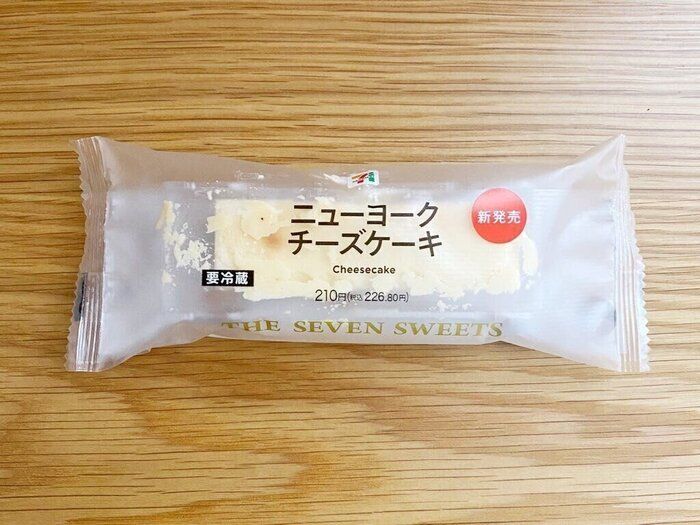 ニューヨーク
チーズケーキ
Cheesecake
新発売
要冷蔵
210円(税込 226.80円)
THE SEVEN SWEETS